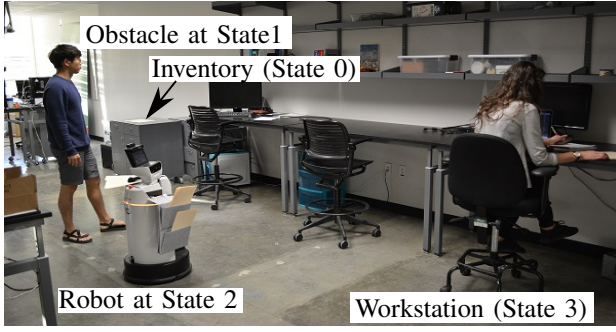 Obstacle at State1
Inventory (State 0)
Robot at State 2
Workstation (State 3)